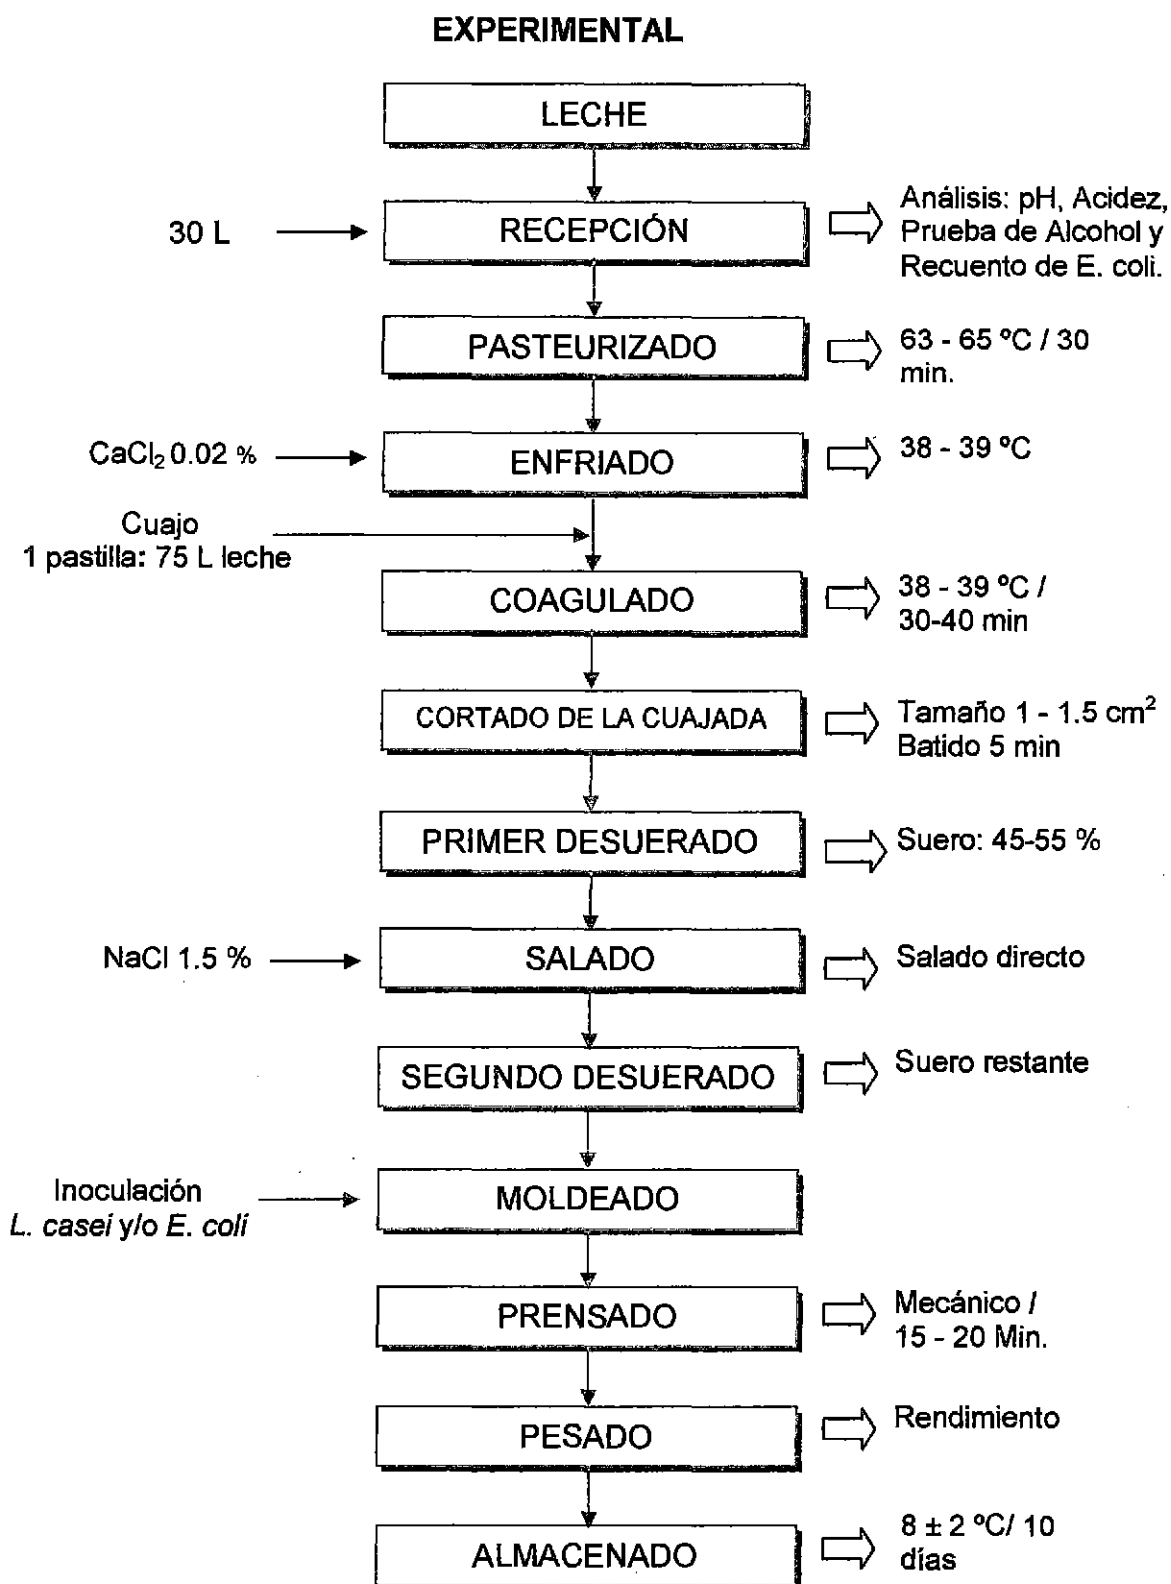 EXPERIMENTAL
LECHE
30 L
RECEPCIÓN
Análisis: pH, Acidez,
Prueba de Alcohol y
Recuento de E. coli.
PASTEURIZADO
63 - 65 ºC / 30
min.
CaCl₂ 0.02 %
ENFRIADO
38 - 39 ºC
Cuajo
1 pastilla: 75 L leche
COAGULADO
38 - 39 ºC /
30-40 min
CORTADO DE LA CUAJADA
Tamaño 1 - 1.5 cm²
Batido 5 min
PRIMER DESUERADO
Suero: 45-55 %
NaCl 1.5 %
SALADO
Salado directo
SEGUNDO DESUERADO
Suero restante
Inoculación
L. casei y/o E. coli
MOLDEADO
PRENSADO
Mecánico /
15 - 20 Min.
PESADO
Rendimiento
ALMACENADO
8 ± 2 ºC/ 10
días